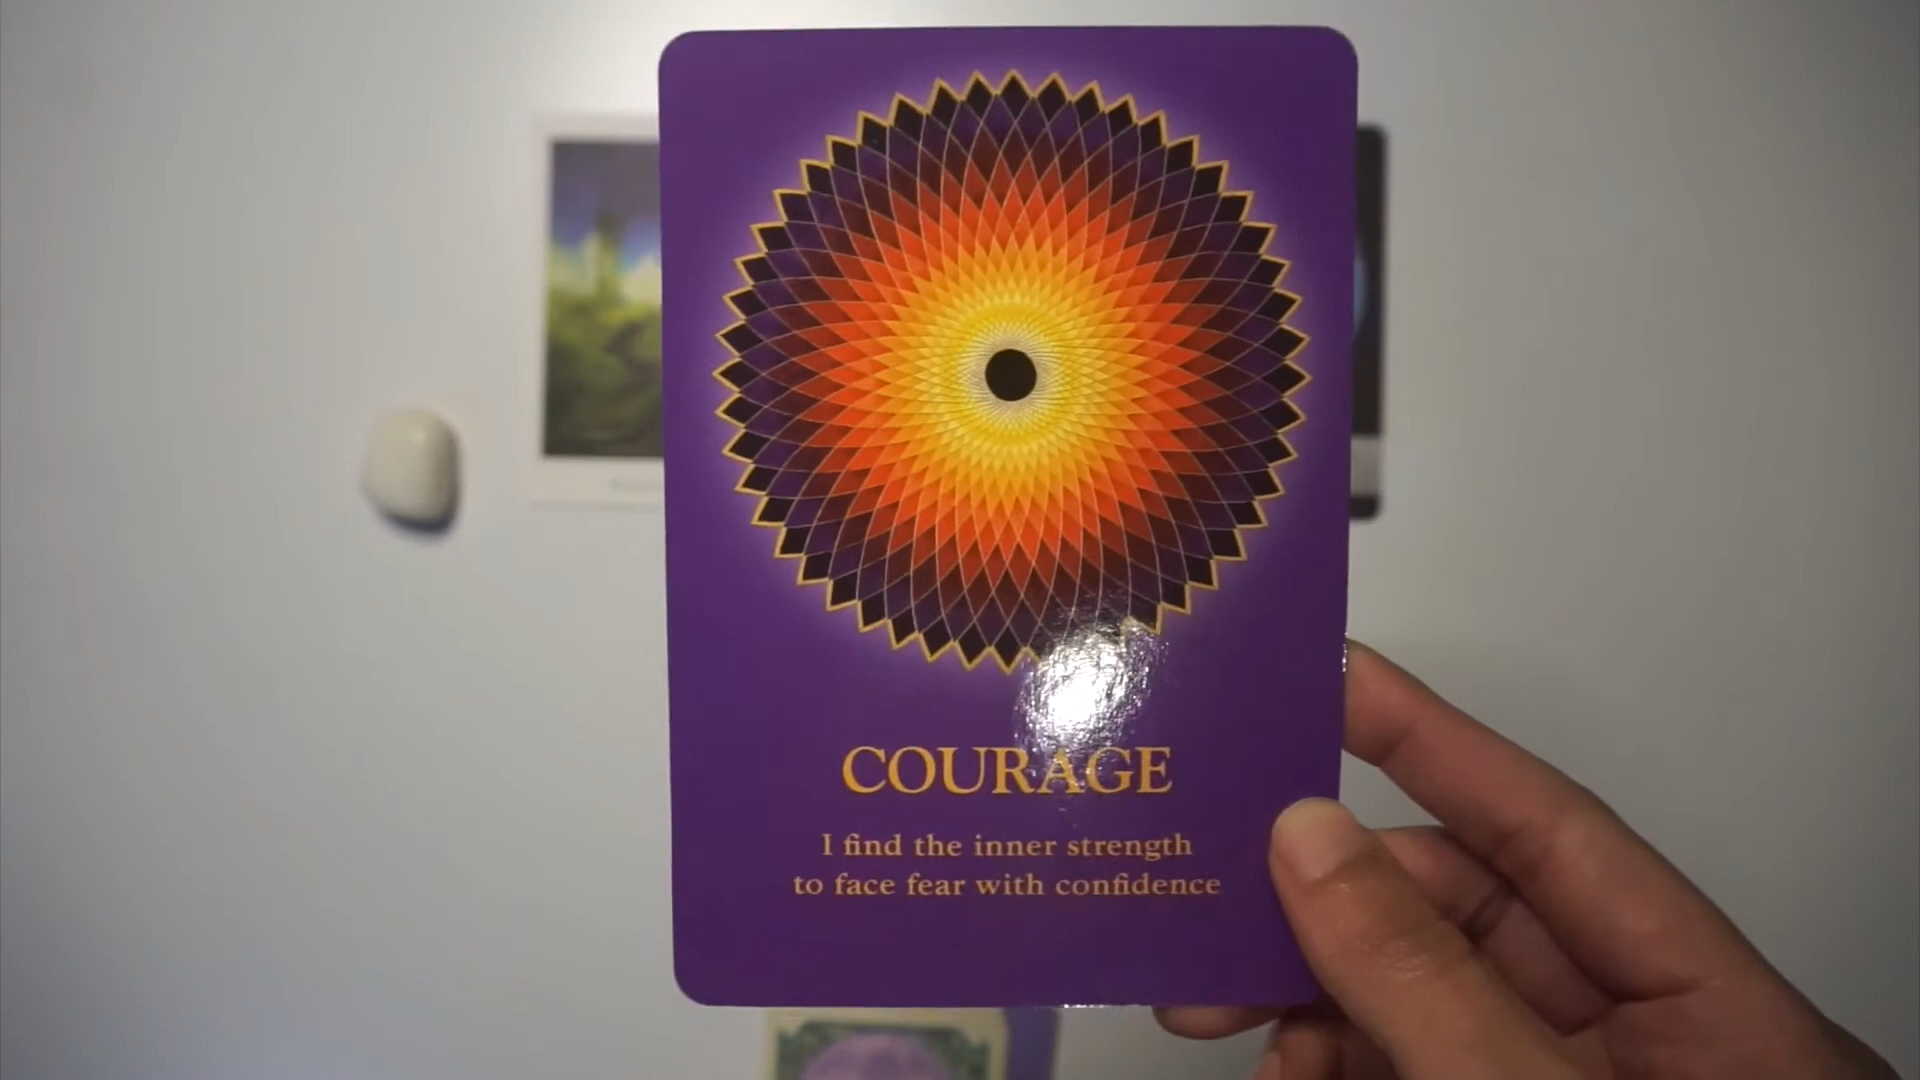 COURAGE
I find the inner strength
to face fear with confidence